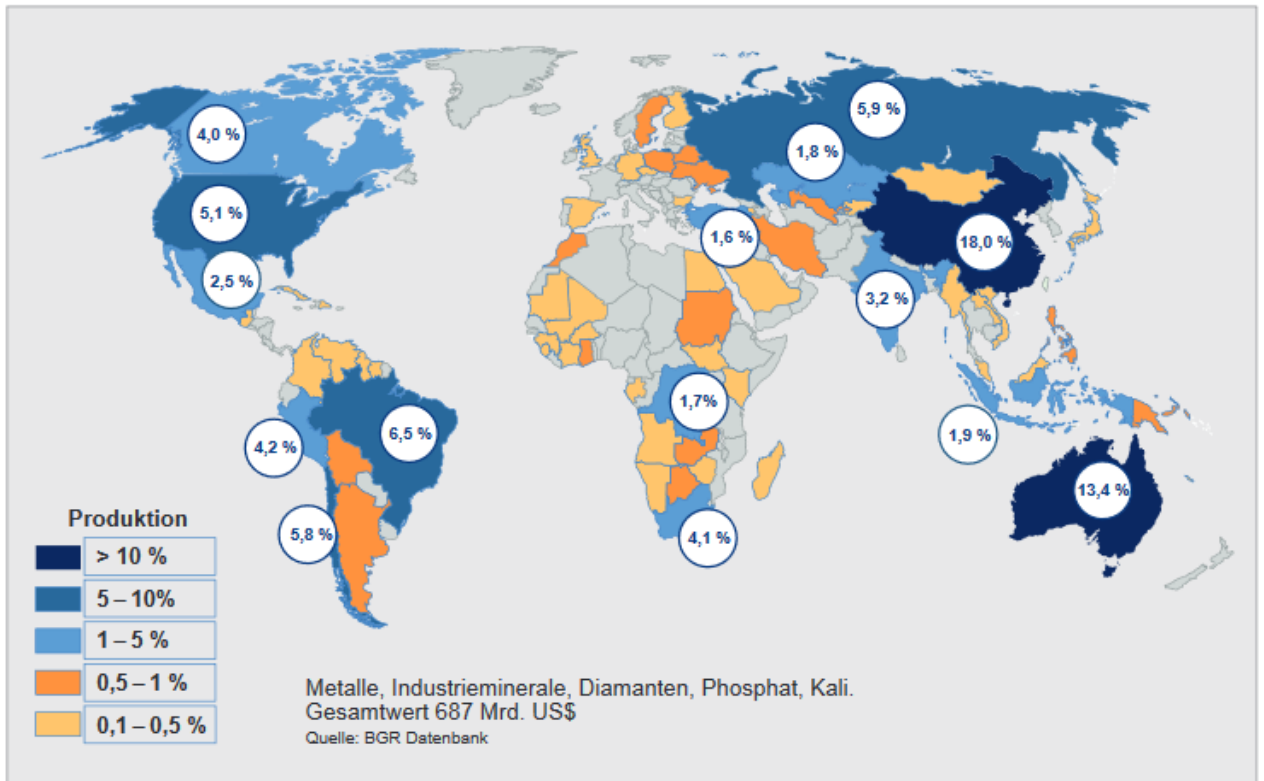 5,9 %
4,0 %
1,8 %
5,1 %
1,6 %
18,0 %
2,5 %
3,2 %
1,7%
6,5 %
4,2 %
1,9 %
13,4 %
5,8 %
4,1 %
Produktion
> 10 %
5 – 10%
1 – 5 %
0,5 – 1 %
0,1 – 0,5 %
Metalle, Industrieminerale, Diamanten, Phosphat, Kali.
Gesamtwert 687 Mrd. US$
Quelle: BGR Datenbank